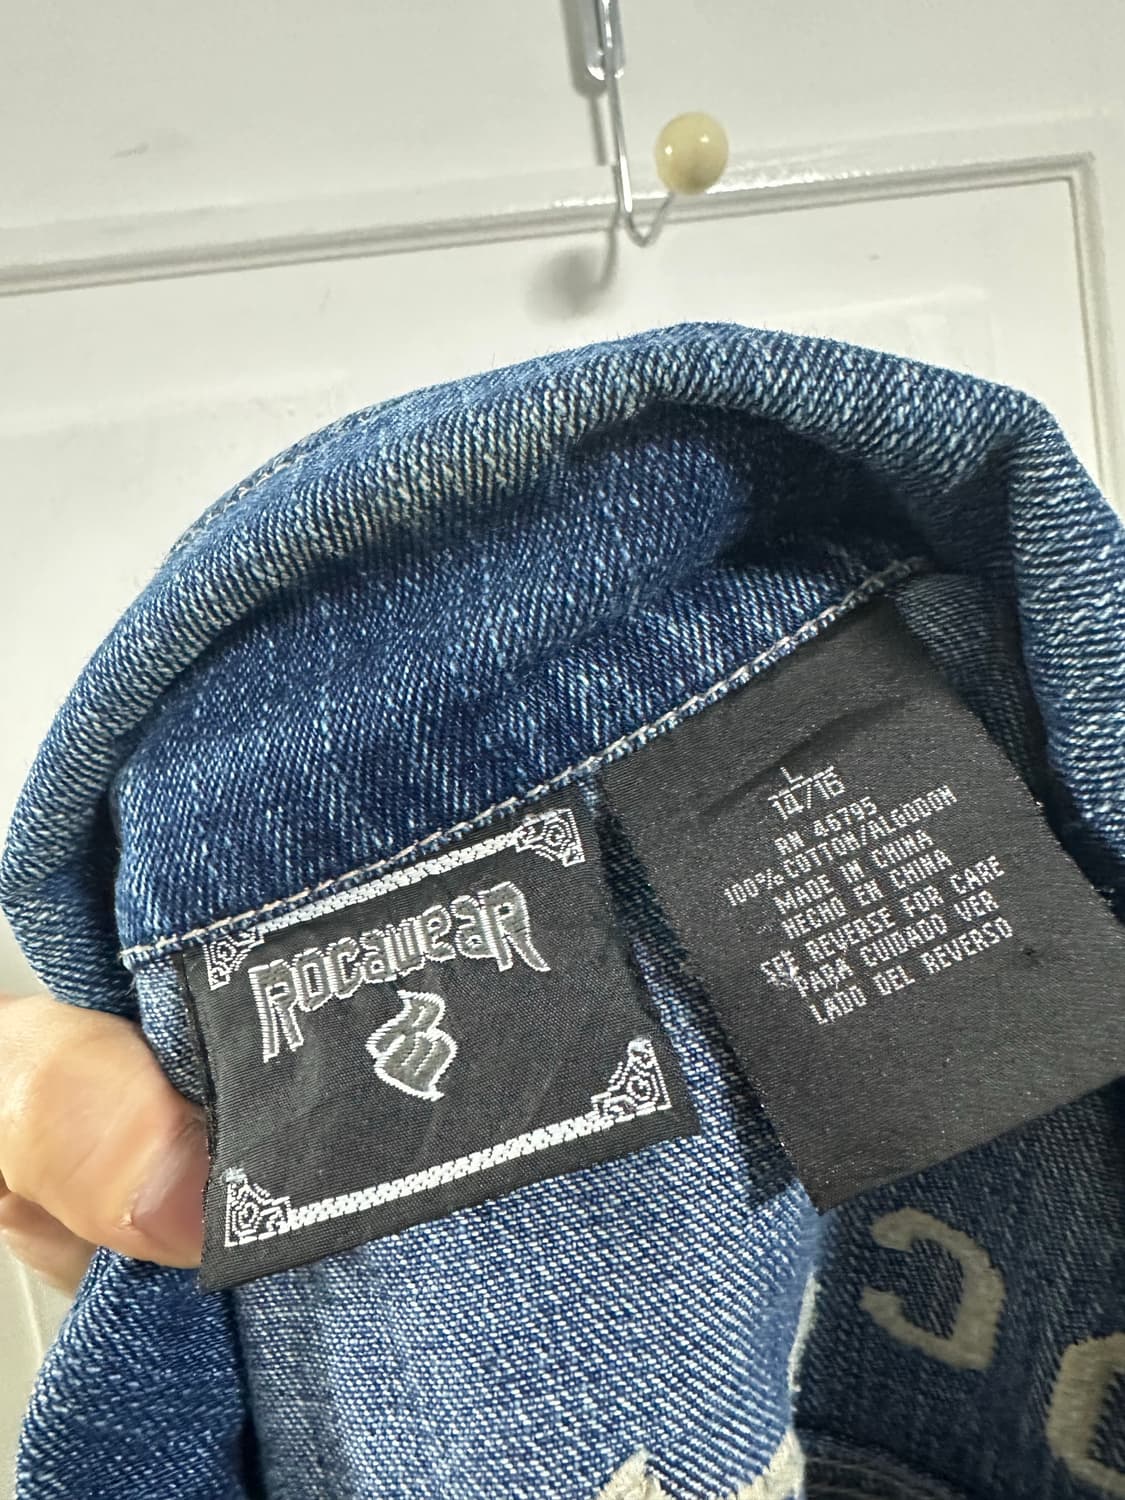 Rocawear
R
L
14/16
RN 46795
100% COTTON/ALGODON
MADE IN CHINA
HECHO EN CHINA
REVERSE FOR CARE
PARA CUIDADO VER
LADO DEL REVERSO